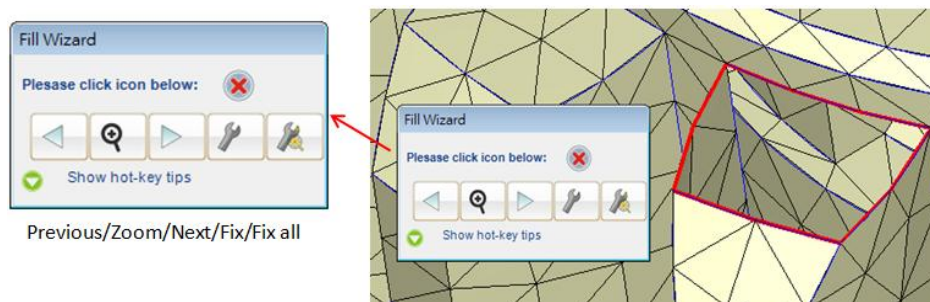 Fill Wizard
Plesase click icon below:
Show hot-key tips
Previous/Zoom/Next/Fix/Fix all
Fill Wizard
Plesase click icon below:
Show hot-key tips